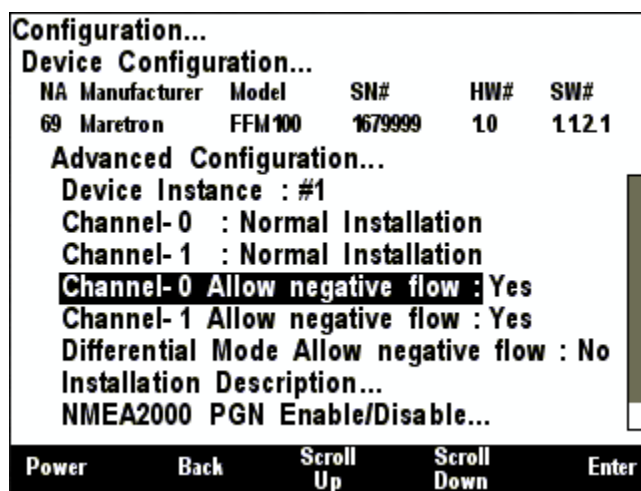 Configuration...
Device Configuration...
NA Manufacturer Model SN# HW# SW#
69 Maretron FFM100 1679999 1.0 1.1.2.1
Advanced Configuration...
Device Instance : #1
Channel-0 : Normal Installation
Channel-1 : Normal Installation
Channel-0 Allow negative flow : Yes
Channel-1 Allow negative flow : Yes
Differential Mode Allow negative flow : No
Installation Description...
NMEA2000 PGN Enable/Disable...
Power Back Scroll Up Scroll Down Enter